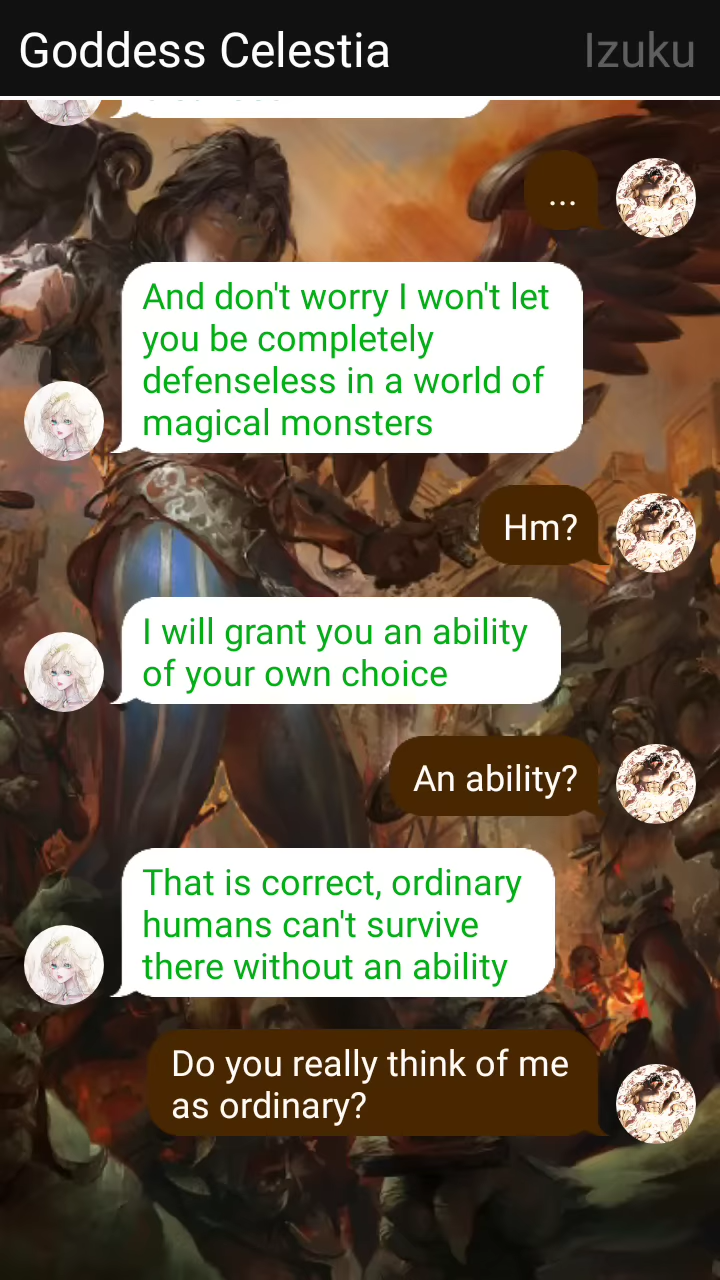 Goddess Celestia
Izuku
...
And don't worry I won't let
you be completely
defenseless in a world of
magical monsters
Hm?
I will grant you an ability
of your own choice
An ability?
That is correct, ordinary
humans can't survive
there without an ability
Do you really think of me
as ordinary?